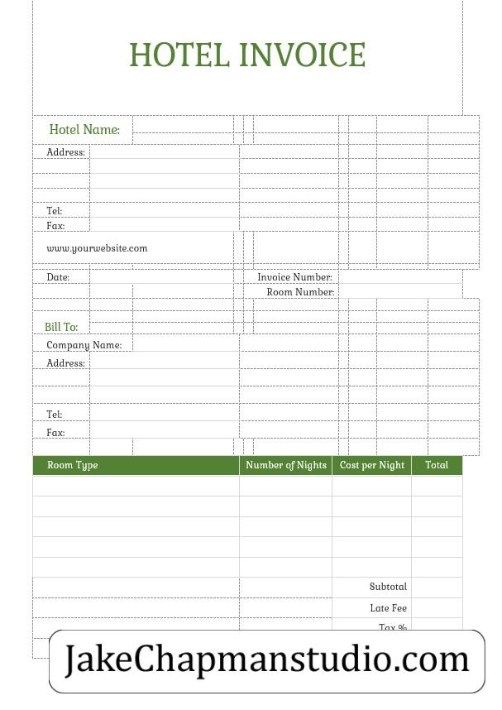 HOTEL INVOICE
Hotel Name:
Address:
Tel:
Fax:
www.yourwebsite.com
Date: Invoice Number:
Room Number:
Bill To:
Company Name:
Address:
Tel:
Fax:
Room Type Number of Nights Cost per Night Total
Subtotal
Late Fee
Tax %
JakeChapmanstudio.com